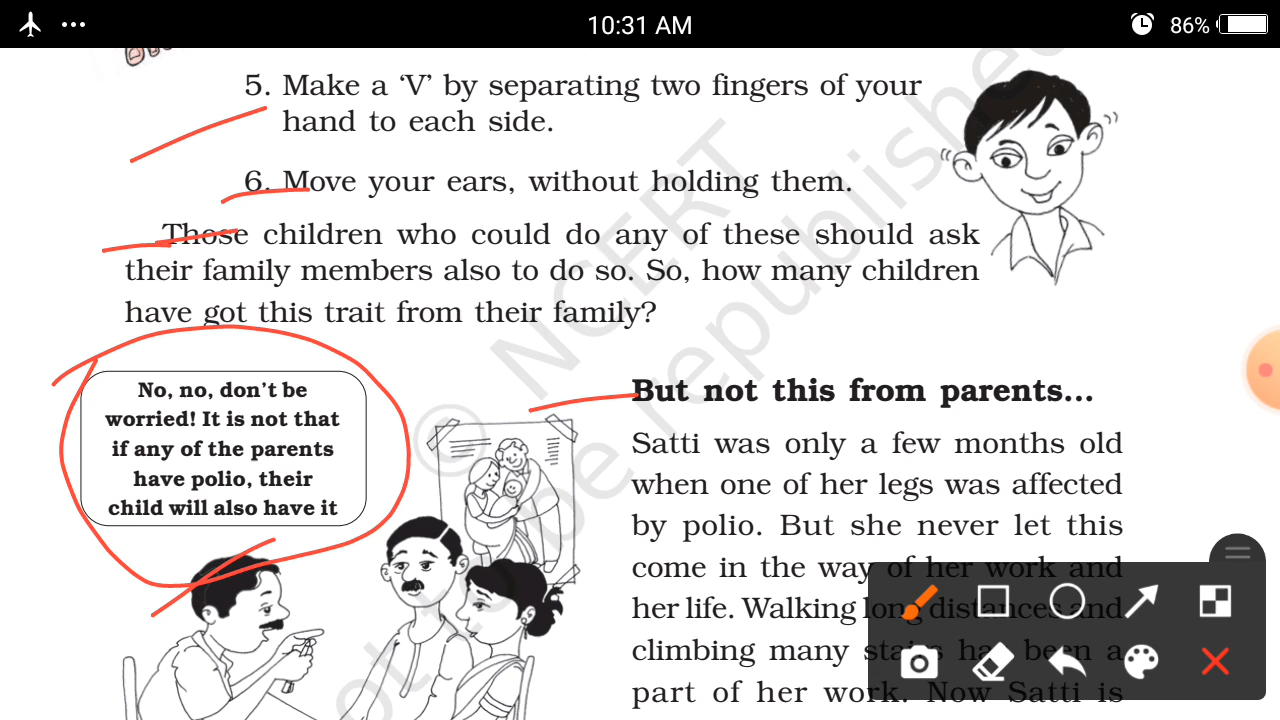 10:31 AM
86%
5. Make a ‘V’ by separating two fingers of your
hand to each side.
6. Move your ears, without holding them.
Those children who could do any of these should ask
their family members also to do so. So, how many children
have got this trait from their family?
No, no, don’t be
worried! It is not that
if any of the parents
have polio, their
child will also have it
But not this from parents...
Satti was only a few months old
when one of her legs was affected
by polio. But she never let this
come in the way of her work and
her life. Walking long distances and
climbing many stairs has been a
part of her work. Now Satti is
© NCERT
not be republished